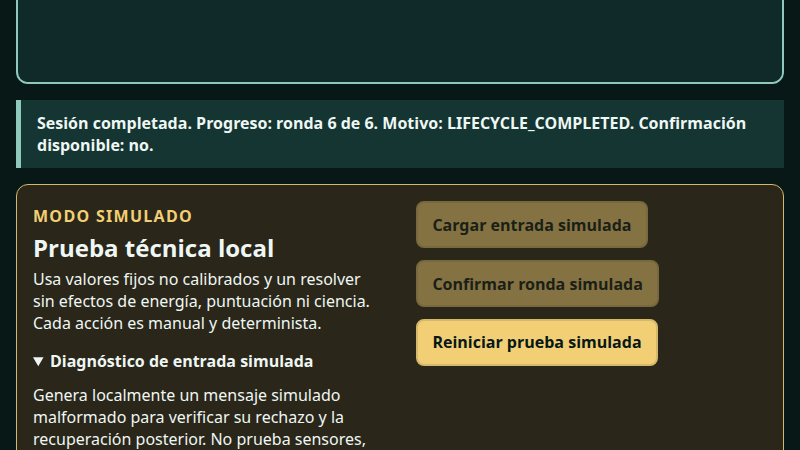 Sesión completada. Progreso: ronda 6 de 6. Motivo: LIFECYCLE_COMPLETED. Confirmación
disponible: no.
MODO SIMULADO
Prueba técnica local
Usa valores fijos no calibrados y un resolver
sin efectos de energía, puntuación ni ciencia.
Cada acción es manual y determinista.
▼ Diagnóstico de entrada simulada
Genera localmente un mensaje simulado
malformado para verificar su rechazo y la
recuperación posterior. No prueba sensores,
Cargar entrada simulada
Confirmar ronda simulada
Reiniciar prueba simulada